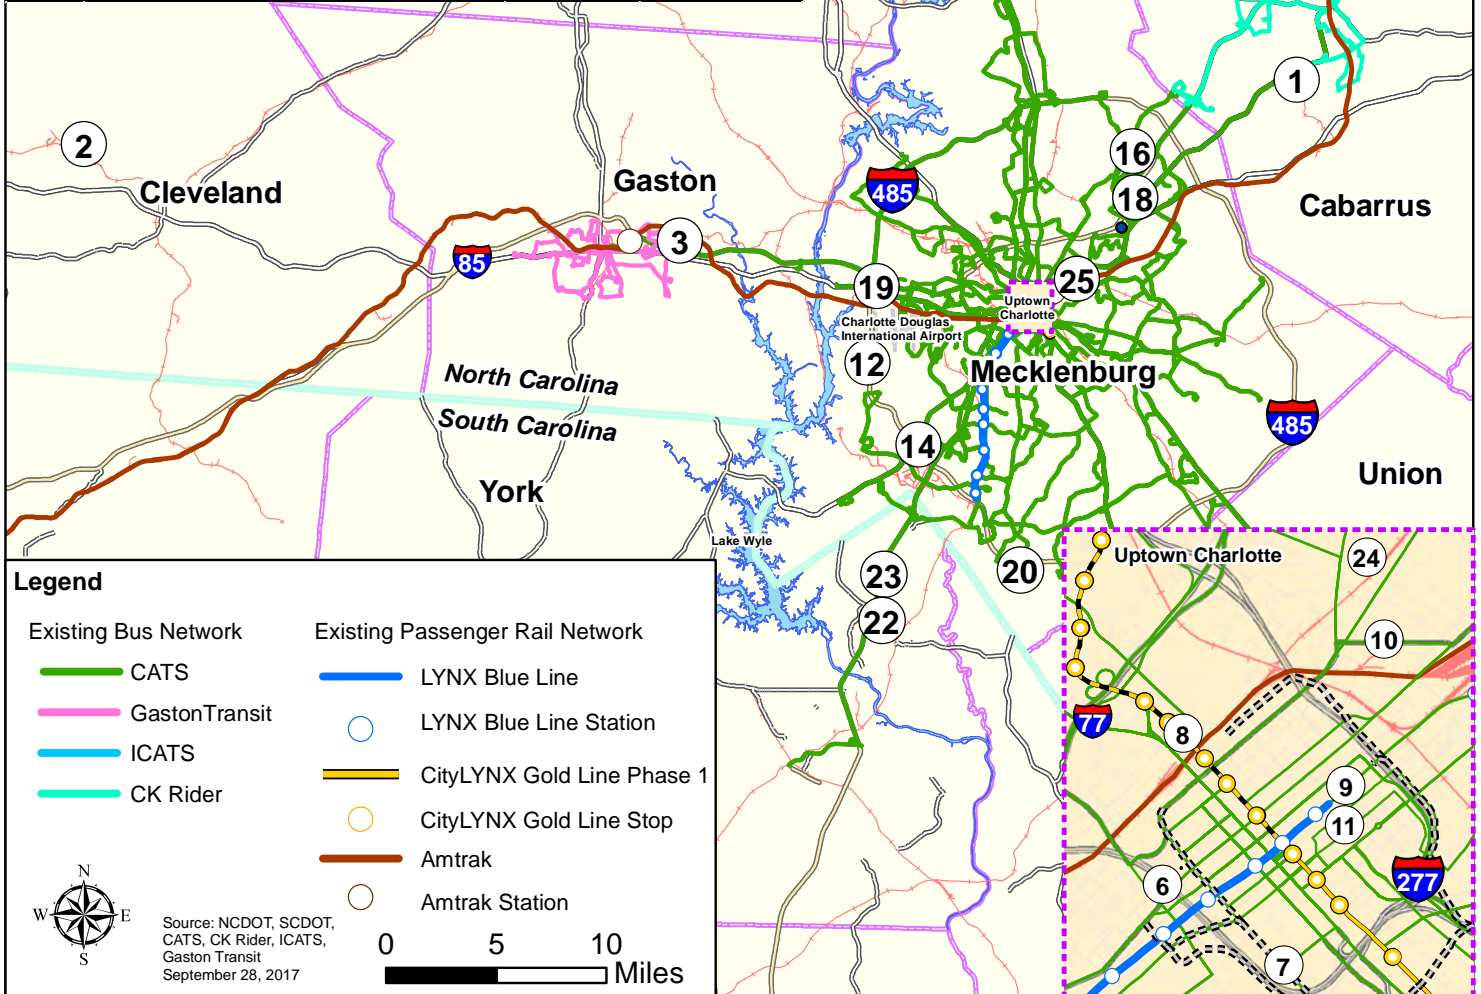 1
2
16
Cleveland
Gaston
485
18
Cabarrus
3
85
19
25
Uptown
Charlotte
Charlotte Douglas
International Airport
12
Mecklenburg
North Carolina
South Carolina
485
14
Union
York
Lake Wyle
20
23
22
Uptown Charlotte
24
10
77
8
9
11
6
277
7
Legend
Existing Bus Network
CATS
GastonTransit
ICATS
CK Rider
Existing Passenger Rail Network
LYNX Blue Line
LYNX Blue Line Station
CityLYNX Gold Line Phase 1
CityLYNX Gold Line Stop
Amtrak
Amtrak Station
N
W E
S
Source: NCDOT, SCDOT,
CATS, CK Rider, ICATS,
Gaston Transit
September 28, 2017
0 5 10
Miles